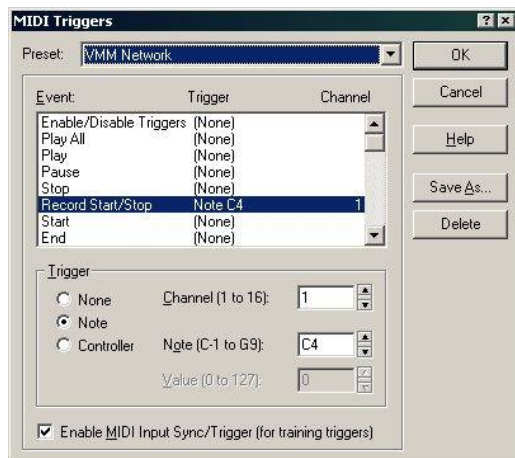 MIDI Triggers
Preset: VMM Network
OK
Cancel
Help
Save As...
Delete
Event: Trigger Channel
Enable/Disable Triggers (None)
Play All (None)
Play (None)
Pause (None)
Stop (None)
Record Start/Stop Note C4 1
Start (None)
End (None)
Trigger
None
Note
Controller
Channel (1 to 16): 1
Note (C-1 to G9): C4
Value (0 to 127): 0
Enable MIDI Input Sync/Trigger (for training triggers)